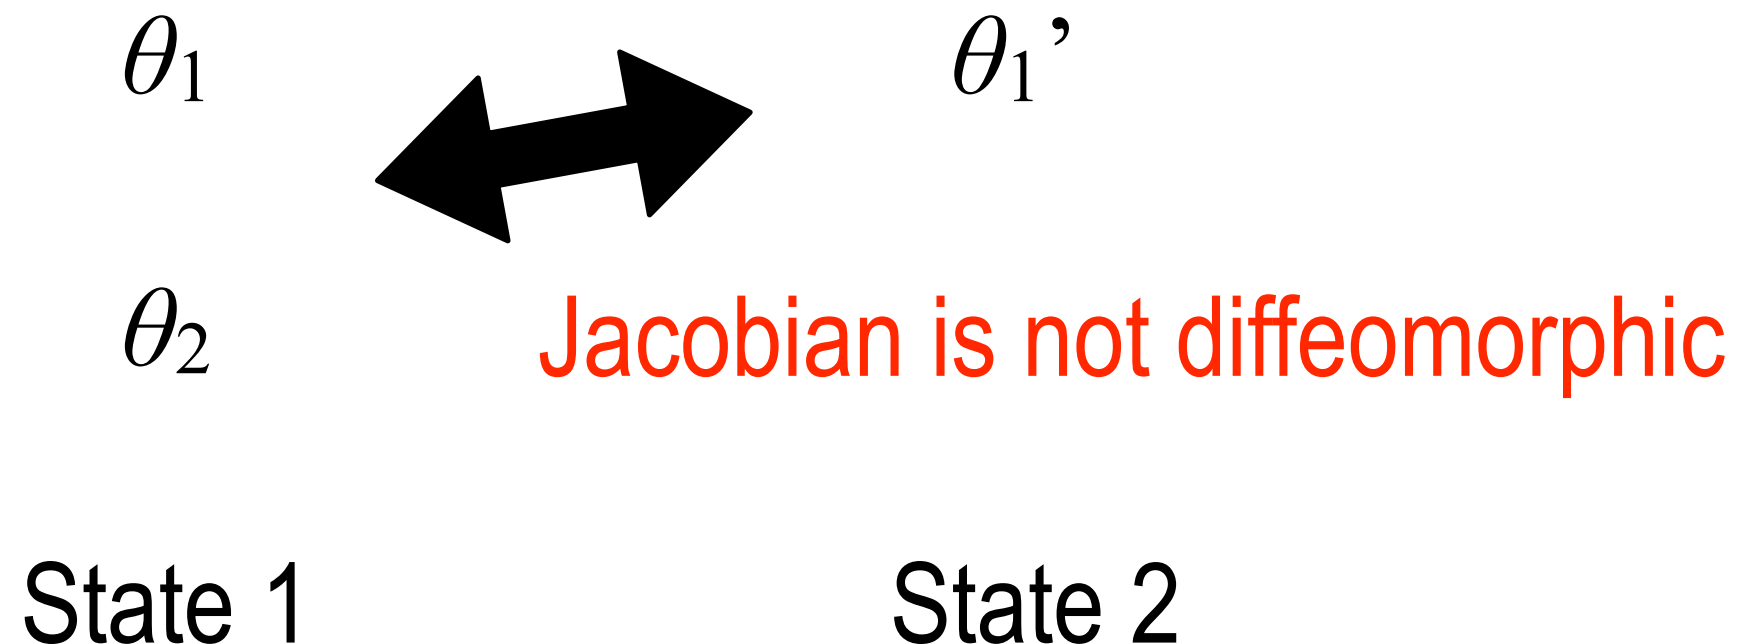 θ₁ θ₁’
θ₂ Jacobian is not diffeomorphic
State 1 State 2